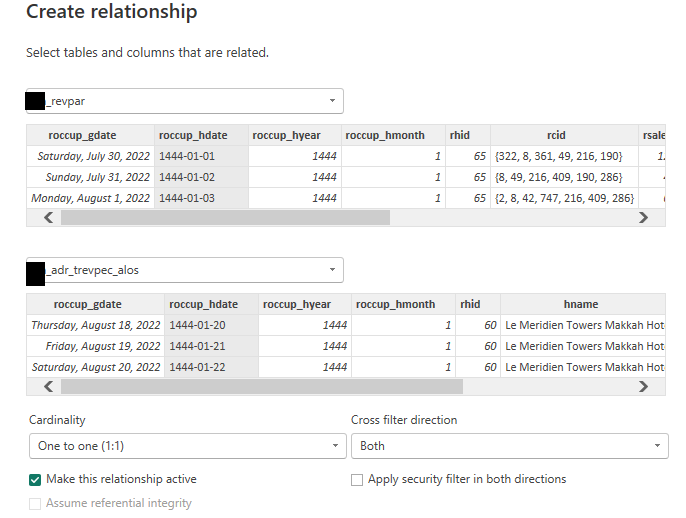 Create relationship
Select tables and columns that are related.
_revpar
roccup_gdate roccup_hdate roccup_hyear roccup_hmonth rhid rcid rsale
Saturday, July 30, 2022 1444-01-01 1444 1 65 {322, 8, 361, 49, 216, 190}
Sunday, July 31, 2022 1444-01-02 1444 1 65 {8, 49, 216, 409, 190, 286}
Monday, August 1, 2022 1444-01-03 1444 1 65 {2, 8, 42, 747, 216, 409, 286}
_adr_trevpec_alos
roccup_gdate roccup_hdate roccup_hyear roccup_hmonth rhid hname
Thursday, August 18, 2022 1444-01-20 1444 1 60 Le Meridien Towers Makkah Hot
Friday, August 19, 2022 1444-01-21 1444 1 60 Le Meridien Towers Makkah Hot
Saturday, August 20, 2022 1444-01-22 1444 1 60 Le Meridien Towers Makkah Hot
Cardinality Cross filter direction
One to one (1:1) Both
Make this relationship active Apply security filter in both directions
Assume referential integrity